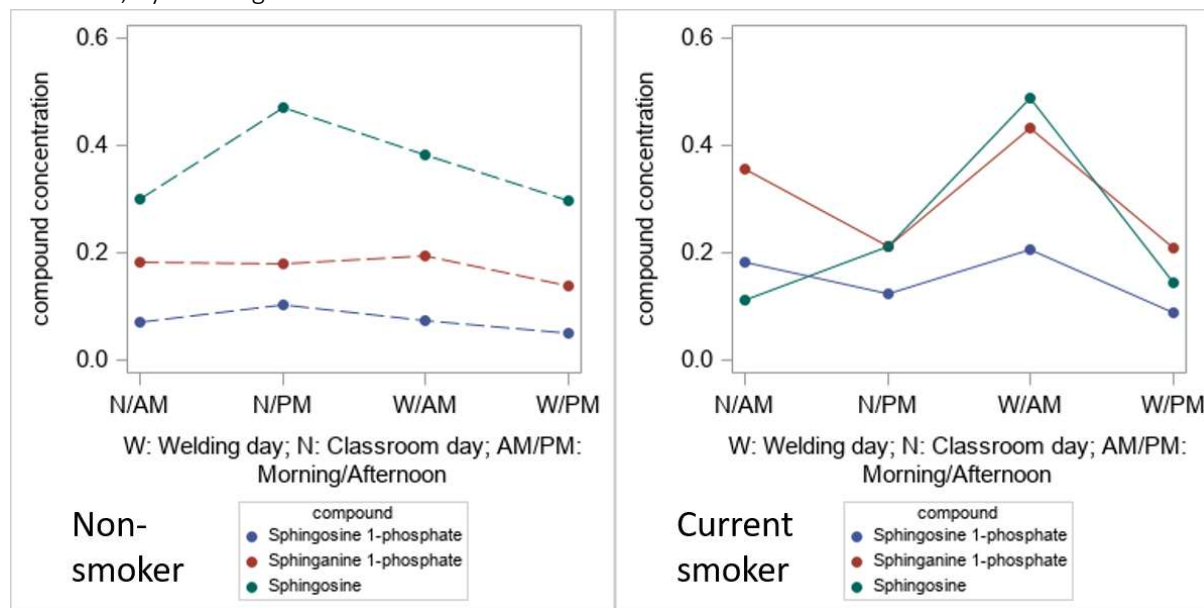 0.6
0.4
0.2
0.0
compound concentration
N/AM N/PM W/AM W/PM
W: Welding day; N: Classroom day; AM/PM:
Morning/Afternoon
Non-
smoker
compound
Sphingosine 1-phosphate
Sphinganine 1-phosphate
Sphingosine
0.6
0.4
0.2
0.0
compound concentration
N/AM N/PM W/AM W/PM
W: Welding day; N: Classroom day; AM/PM:
Morning/Afternoon
Current
smoker
compound
Sphingosine 1-phosphate
Sphinganine 1-phosphate
Sphingosine